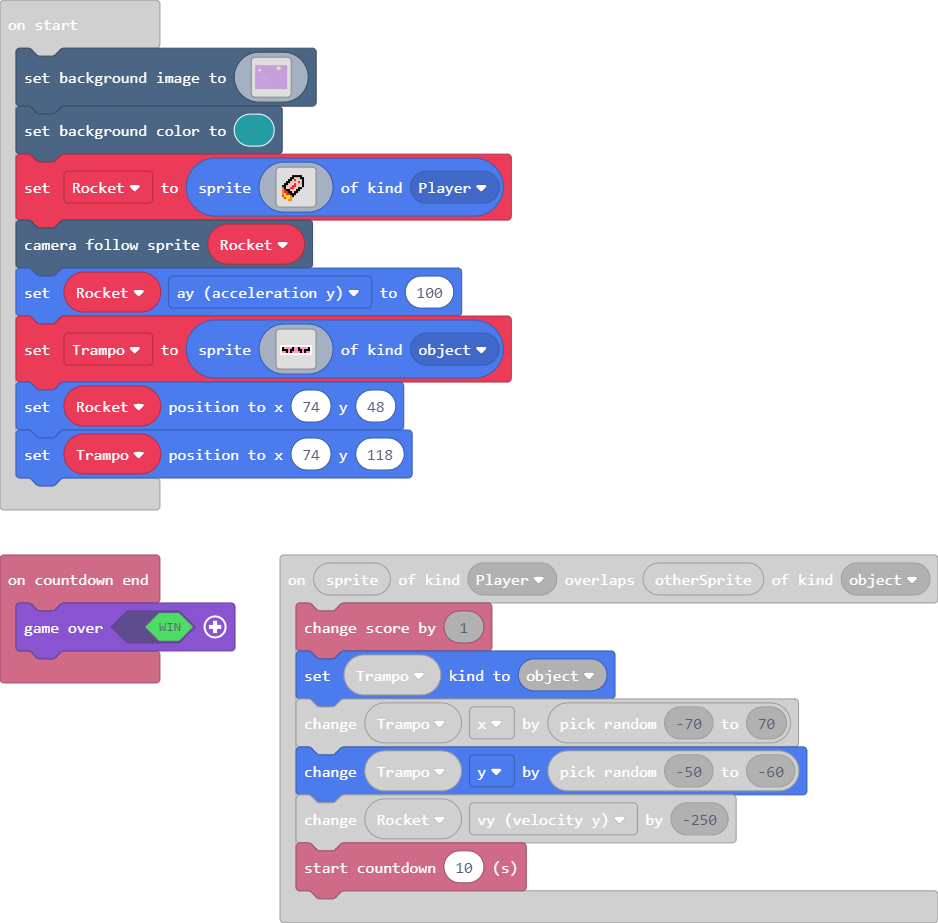 on start
set background image to
set background color to
set Rocket to sprite of kind Player
camera follow sprite Rocket
set Rocket ay (acceleration y) to 100
set Trampo to sprite of kind object
set Rocket position to x 74 y 48
set Trampo position to x 74 y 118
on countdown end
game over WIN
on sprite of kind Player overlaps otherSprite of kind object
change score by 1
set Trampo kind to object
change Trampo x by pick random -70 to 70
change Trampo y by pick random -50 to -60
change Rocket vy (velocity y) by -250
start countdown 10 (s)